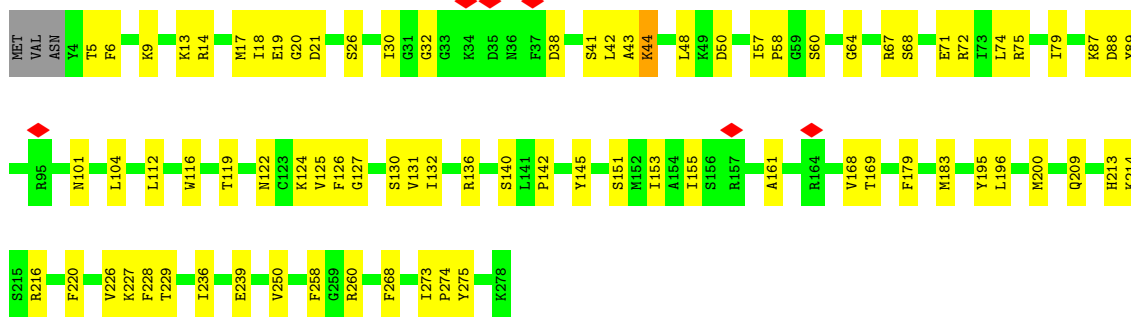 MET VAL ASN Y4 T5 F6 K9 K13 R14 M17 I18 E19 G20 D21 S26 I30 G31 G32 G33 K34 D35 N36 F37 D38 S41 L42 A43 K44 L48 K49 D50 I57 P58 G59 S60 G64 R67 S68 E71 R72 I73 L74 R75 I79 K87 D88 Y89
R95 N101 L104 L112 W116 T119 N122 C123 K124 V125 F126 G127 S130 V131 I132 R136 S140 L141 P142 Y145 S151 M152 I153 A154 I155 S156 R157 A161 R164 V168 T169 F179 M183 Y195 L196 M200 Q209 H213 K214
S215 R216 F220 V226 K227 F228 T229 I236 E239 V250 F258 G259 R260 F268 I273 P274 Y275 K278